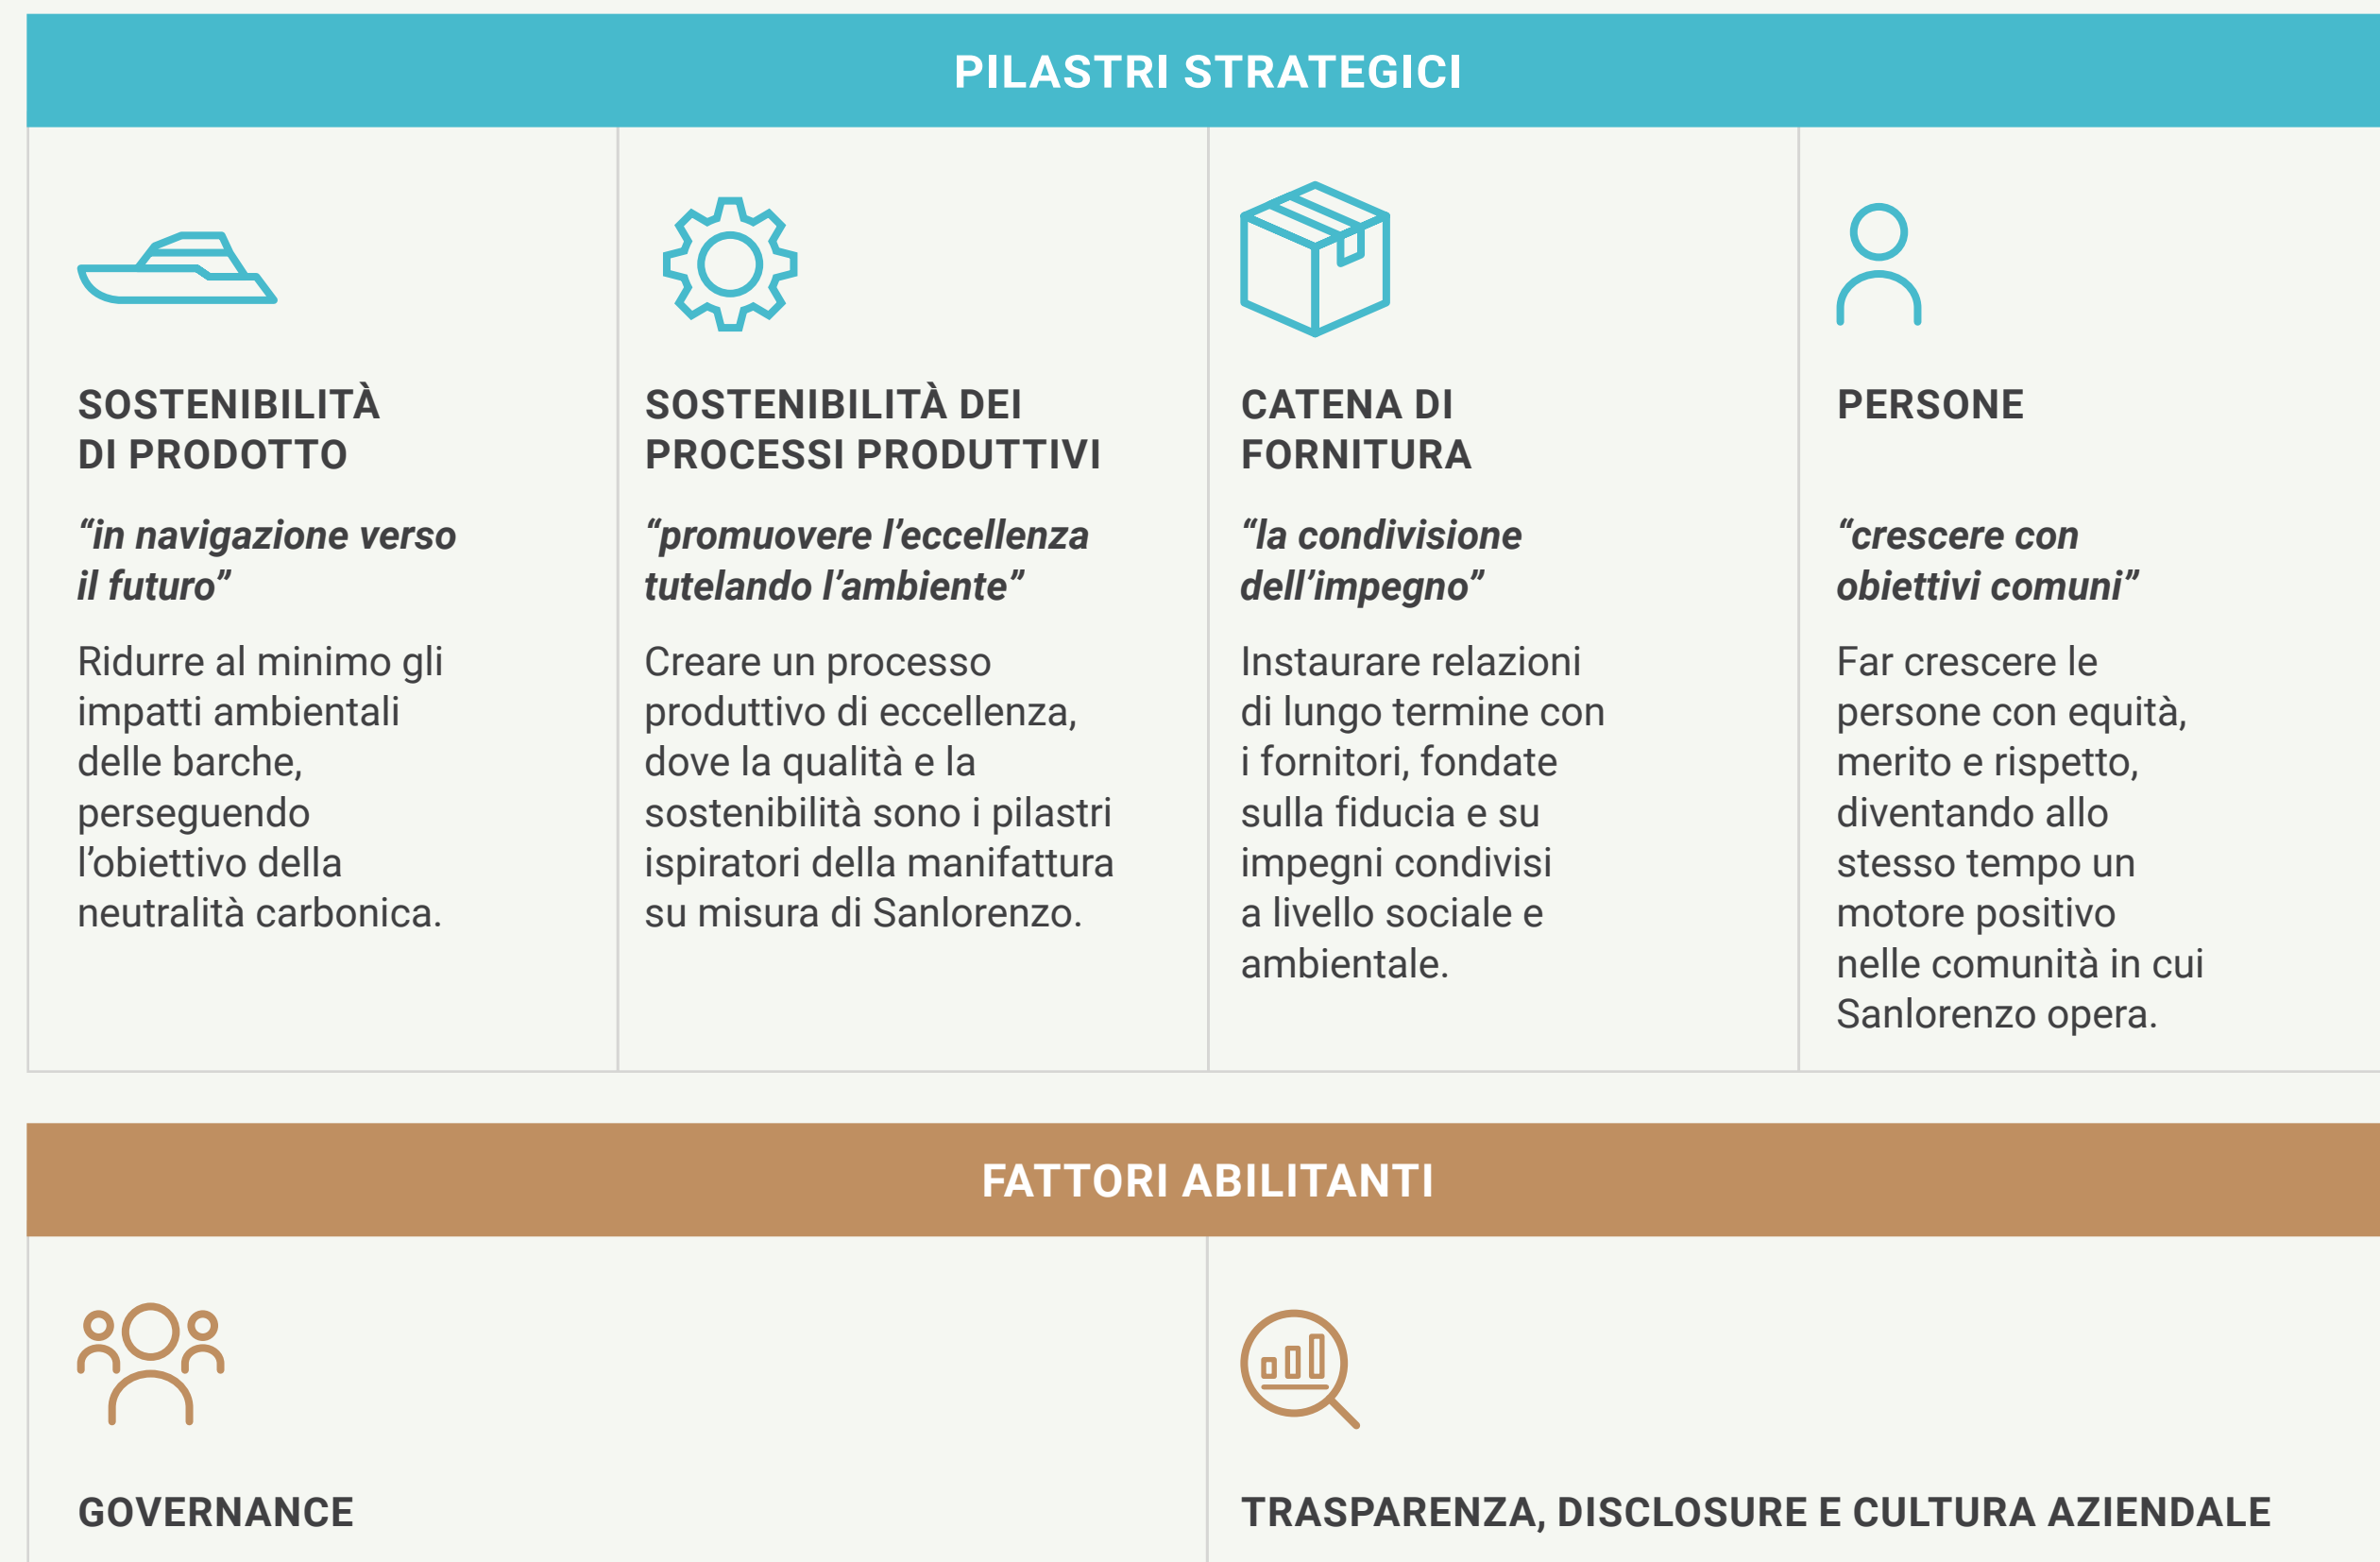 PILASTRI STRATEGICI
SOSTENIBILITÀ
DI PRODOTTO
“in navigazione verso
il futuro”
Ridurre al minimo gli
impatti ambientali
delle barche,
perseguendo
l’obiettivo della
neutralità carbonica.
SOSTENIBILITÀ DEI
PROCESSI PRODUTTIVI
“promuovere l’eccellenza
tutelando l’ambiente”
Creare un processo
produttivo di eccellenza,
dove la qualità e la
sostenibilità sono i pilastri
ispiratori della manifattura
su misura di Sanlorenzo.
CATENA DI
FORNITURA
“la condivisione
dell’impegno”
Instaurare relazioni
di lungo termine con
i fornitori, fondate
sulla fiducia e su
impegni condivisi
a livello sociale e
ambientale.
PERSONE
“crescere con
obiettivi comuni”
Far crescere le
persone con equità,
merito e rispetto,
diventando allo
stesso tempo un
motore positivo
nelle comunità in cui
Sanlorenzo opera.
FATTORI ABILITANTI
GOVERNANCE
TRASPARENZA, DISCLOSURE E CULTURA AZIENDALE